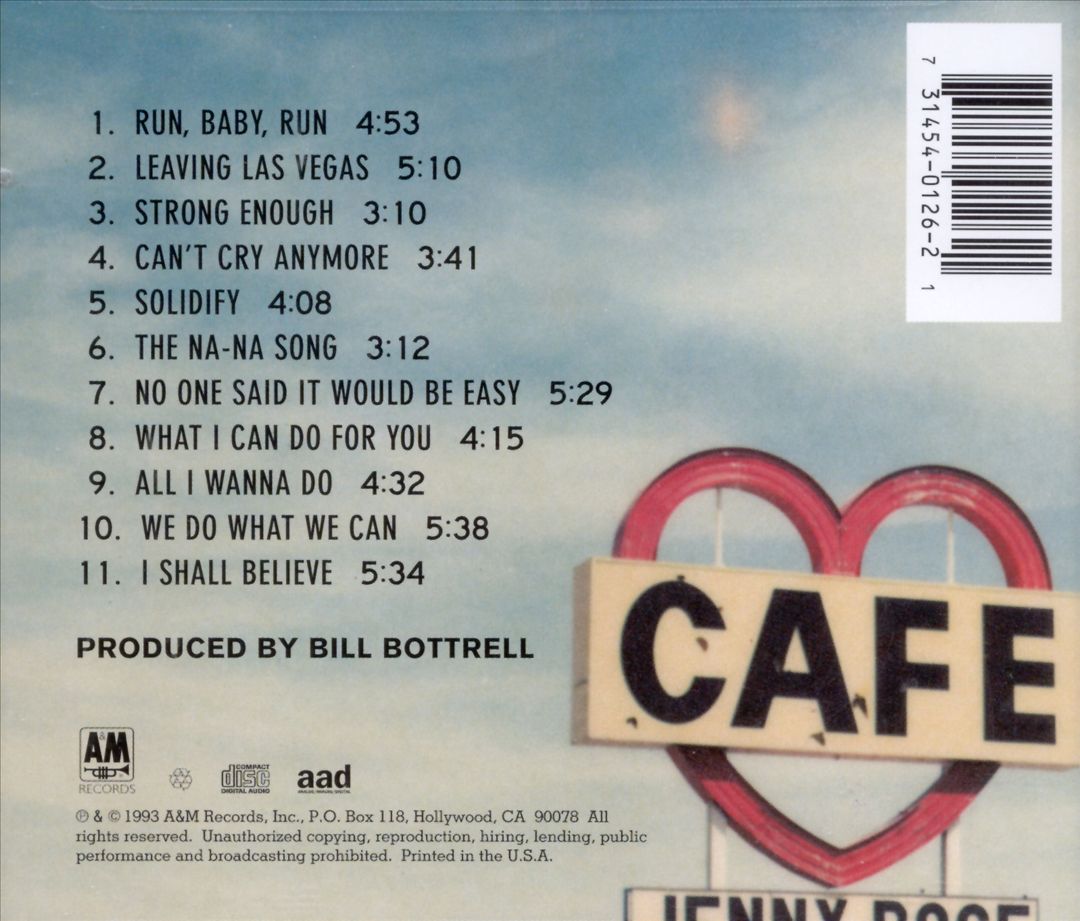 1. RUN, BABY, RUN 4:53
2. LEAVING LAS VEGAS 5:10
3. STRONG ENOUGH 3:10
4. CAN'T CRY ANYMORE 3:41
5. SOLIDIFY 4:08
6. THE NA-NA SONG 3:12
7. NO ONE SAID IT WOULD BE EASY 5:29
8. WHAT I CAN DO FOR YOU 4:15
9. ALL I WANNA DO 4:32
10. WE DO WHAT WE CAN 5:38
11. I SHALL BELIEVE 5:34
PRODUCED BY BILL BOTTRELL
7 31454-0126-2 1
CAFE
JENNY
A&M
RECORDS
COMPACT
disc
DIGITAL AUDIO
aad
℗ & © 1993 A&M Records, Inc., P.O. Box 118, Hollywood, CA 90078 All
rights reserved. Unauthorized copying, reproduction, hiring, lending, public
performance and broadcasting prohibited. Printed in the U.S.A.